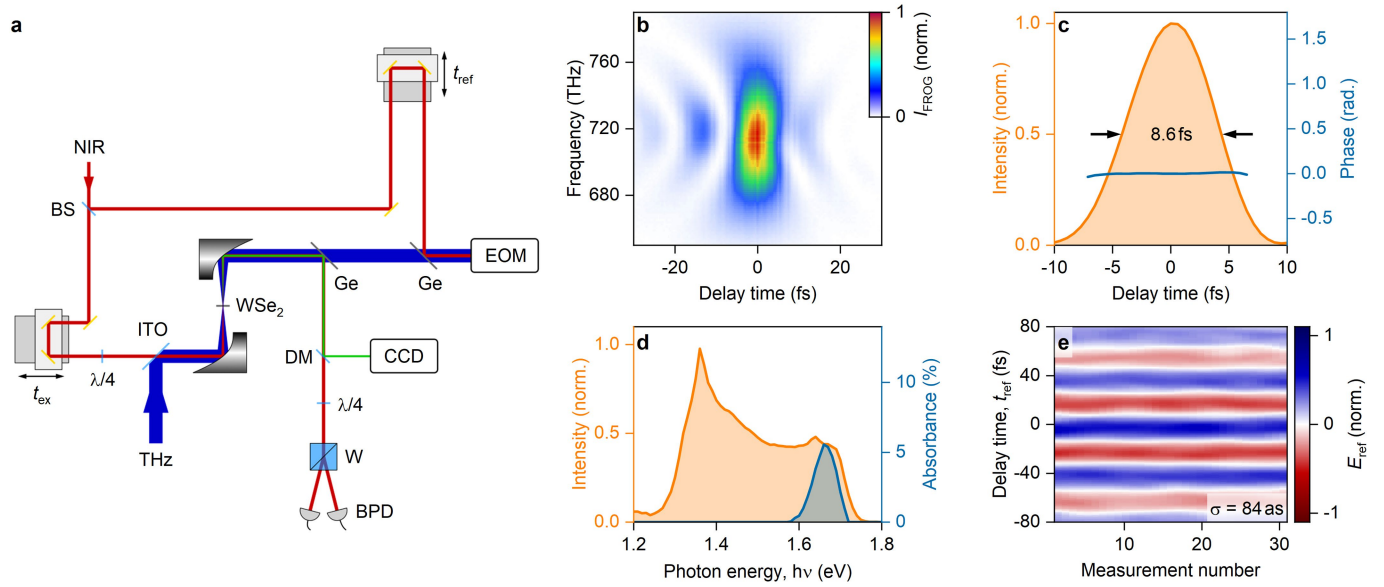 a
t_ref
NIR
BS
EOM
Ge
Ge
WSe₂
ITO
λ/4
t_ex
DM
CCD
λ/4
THz
W
BPD
b
Frequency (THz)
760
720
680
-20
0
20
Delay time (fs)
1
0
I_FROG (norm.)
c
Intensity (norm.)
1.0
0.5
0.0
8.6 fs
-10
-5
0
5
10
Delay time (fs)
1.5
1.0
0.5
0.0
-0.5
Phase (rad.)
d
Intensity (norm.)
1.0
0.5
0.0
1.2
1.4
1.6
1.8
Photon energy, hν (eV)
10
5
0
Absorbance (%)
e
Delay time, t_ref (fs)
80
40
0
-40
-80
σ = 84 as
10
20
30
Measurement number
1
0
-1
E_ref (norm.)